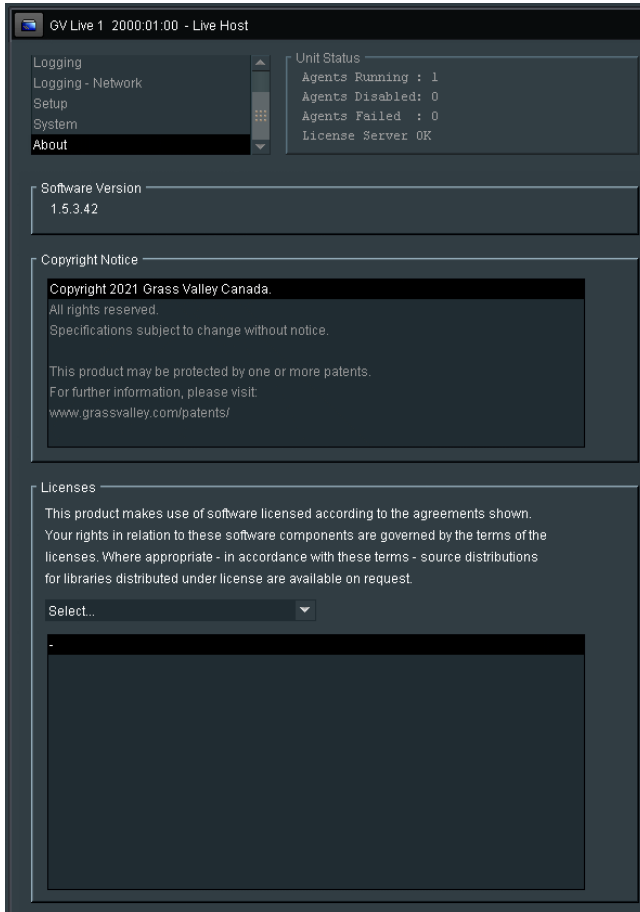 GV Live 1 2000:01:00 - Live Host
Logging
Logging - Network
Setup
System
About
Unit Status
Agents Running : 1
Agents Disabled: 0
Agents Failed : 0
License Server OK
Software Version
1.5.3.42
Copyright Notice
Copyright 2021 Grass Valley Canada.
All rights reserved.
Specifications subject to change without notice.
This product may be protected by one or more patents.
For further information, please visit:
www.grassvalley.com/patents/
Licenses
This product makes use of software licensed according to the agreements shown.
Your rights in relation to these software components are governed by the terms of the
licenses. Where appropriate - in accordance with these terms - source distributions
for libraries distributed under license are available on request.
Select...
-